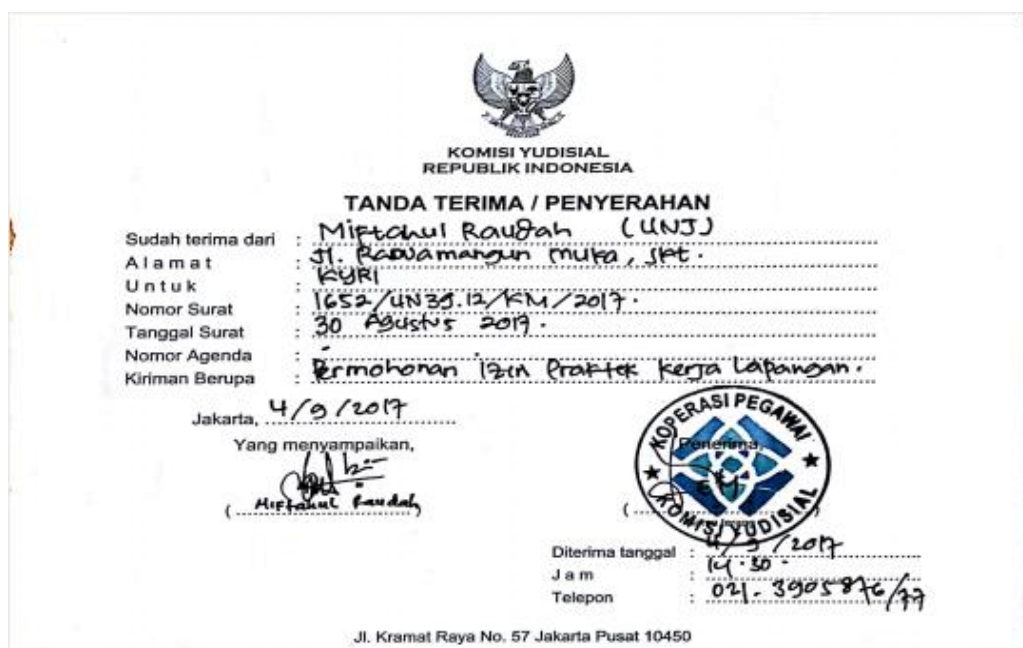 KOMISI YUDISIAL
REPUBLIK INDONESIA
TANDA TERIMA / PENYERAHAN
Sudah terima dari : Miftahul Raudah (UNJ)
Alamat : Jl. Rawamangun muka, Jkt.
Untuk : KYRI
Nomor Surat : 1652/UN39.12/KM/2017.
Tanggal Surat : 30 Agustus 2017.
Nomor Agenda : -
Kiriman Berupa : Permohonan izin Praktek kerja Lapangan.
Jakarta, 4/9/2017
Yang menyampaikan,
Penerima,
(Miftahul Raudah)
KOPERASI PEGAWAI
KOMISI YUDISIAL
Diterima tanggal : 4/9/2017
Jam : 14.30-
Telepon : 021-3905876/77
Jl. Kramat Raya No. 57 Jakarta Pusat 10450